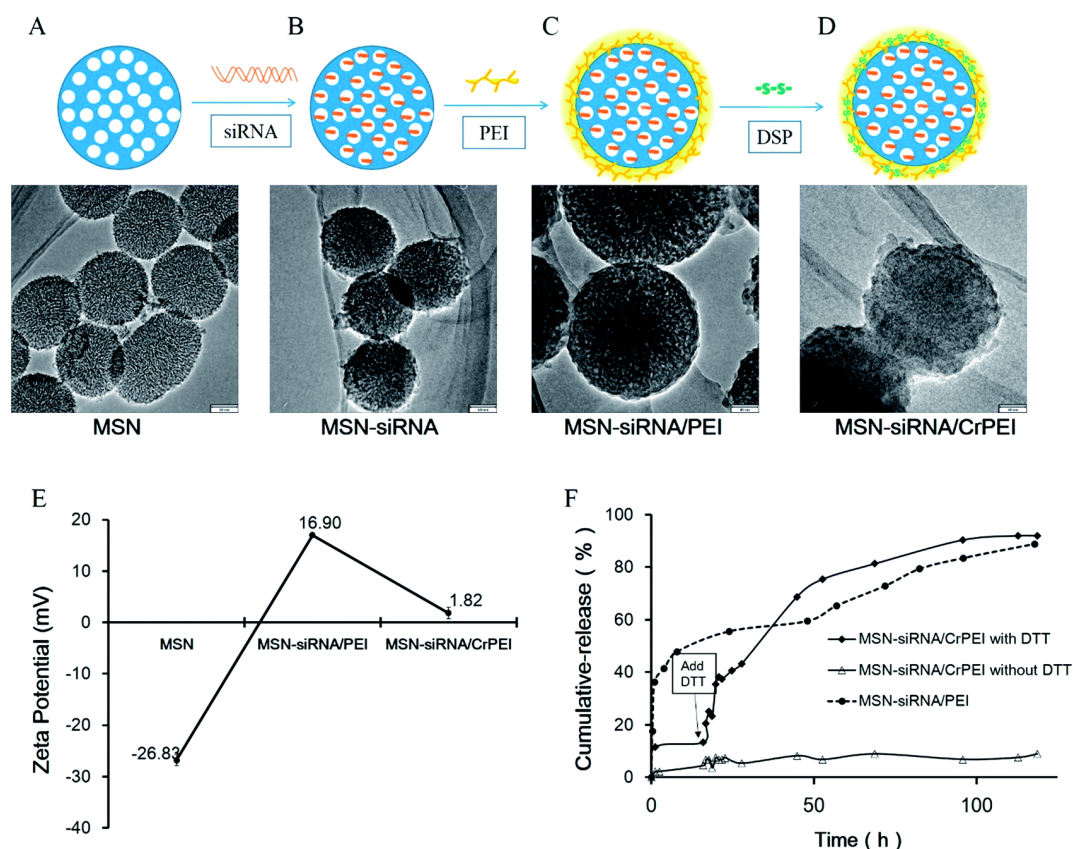 A
B
C
D
siRNA
PEI
-S-S-
DSP
MSN
MSN-siRNA
MSN-siRNA/PEI
MSN-siRNA/CrPEI
E
20
10
0
-10
-20
-30
-40
Zeta Potential (mV)
16.90
1.82
-26.83
MSN
MSN-siRNA/PEI
MSN-siRNA/CrPEI
F
100
80
60
40
20
0
Cumulative-release ( % )
Add
DTT
MSN-siRNA/CrPEI with DTT
MSN-siRNA/CrPEI without DTT
MSN-siRNA/PEI
0
50
100
Time ( h )